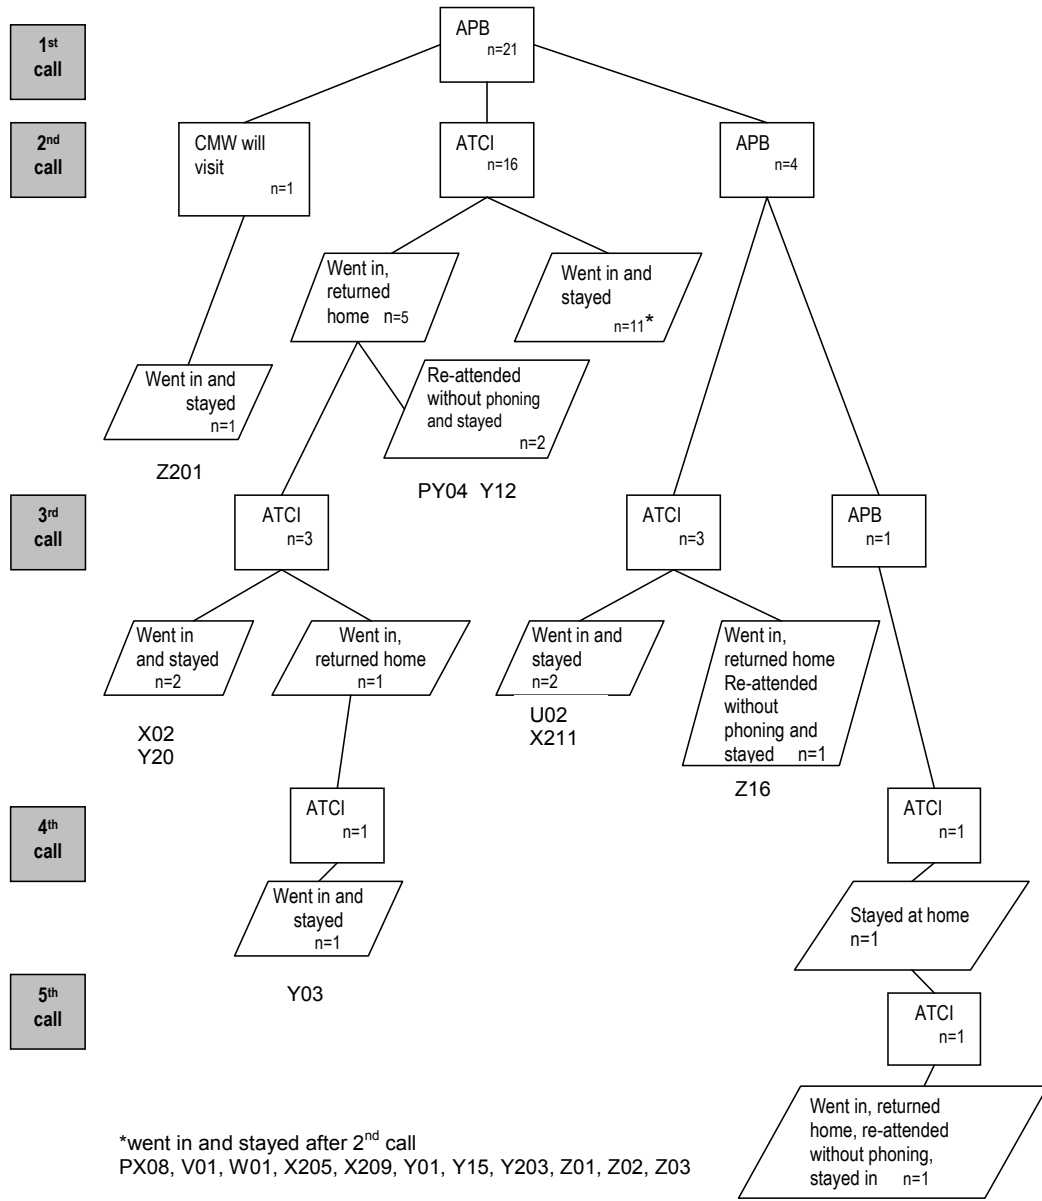 1st
call
APB
n=21
2nd
call
CMW will
visit
n=1
ATCI
n=16
APB
n=4
Went in,
returned
home n=5
Went in and
stayed
n=11*
Went in and
stayed
n=1
Re-attended
without phoning
and stayed
n=2
Z201
PY04 Y12
3rd
call
ATCI
n=3
ATCI
n=3
APB
n=1
Went in
and stayed
n=2
Went in,
returned home
n=1
Went in and
stayed
n=2
Went in,
returned home
Re-attended
without
phoning and
stayed n=1
X02
Y20
U02
X211
Z16
4th
call
ATCI
n=1
ATCI
n=1
Went in and
stayed
n=1
Stayed at home
n=1
Y03
5th
call
ATCI
n=1
Went in, returned
home, re-attended
without phoning,
stayed in n=1
*went in and stayed after 2nd call
PX08, V01, W01, X205, X209, Y01, Y15, Y203, Z01, Z02, Z03